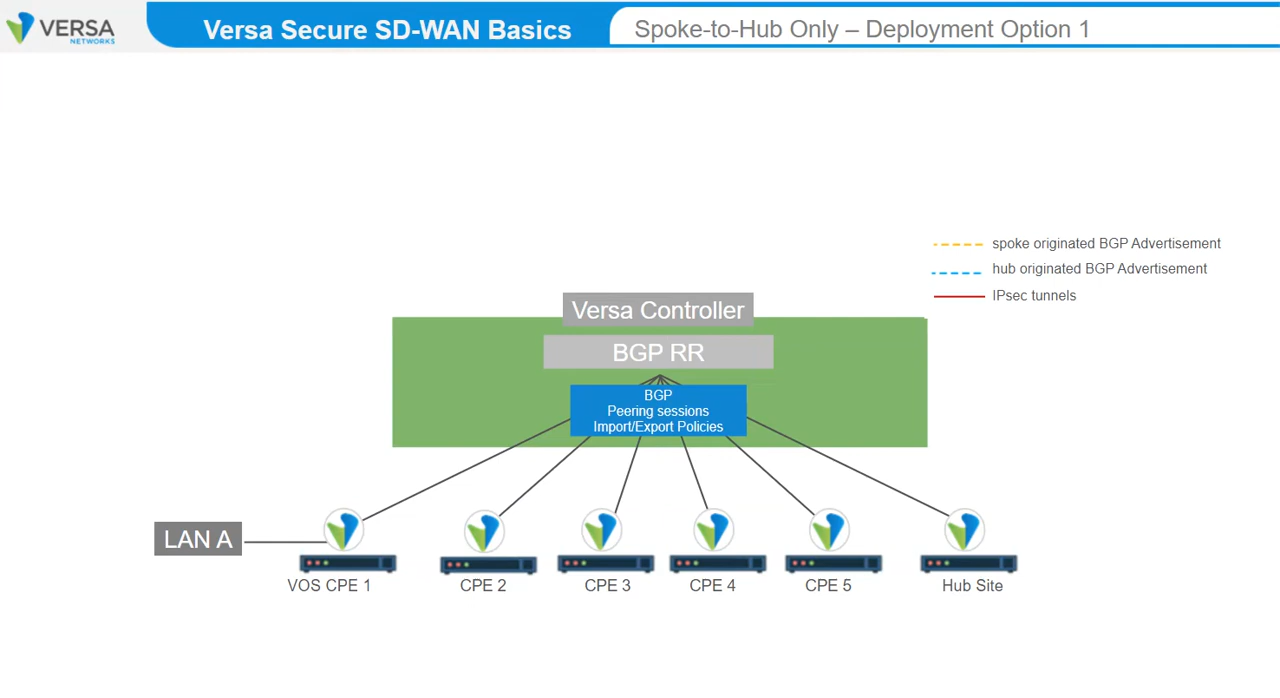 VERSA
NETWORKS
Versa Secure SD-WAN Basics
Spoke-to-Hub Only – Deployment Option 1
spoke originated BGP Advertisement
hub originated BGP Advertisement
IPsec tunnels
Versa Controller
BGP RR
BGP
Peering sessions
Import/Export Policies
LAN A
VOS CPE 1
CPE 2
CPE 3
CPE 4
CPE 5
Hub Site